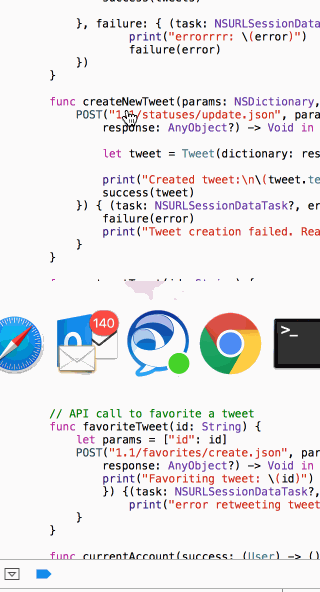 }, failure: { (task: NSURLSessionData
print("errorrrr: \(error)")
failure(error)
})
}
func createNewTweet(params: NSDictionary,
POST("1.1/statuses/update.json", para
response: AnyObject?) -> Void in
let tweet = Tweet(dictionary: res
print("Created tweet:\n\(tweet.te
success(tweet)
}) { (task: NSURLSessionDataTask?, er
failure(error)
print("Tweet creation failed. Rea
}
}
140
>_
// API call to favorite a tweet
func favoriteTweet(id: String) {
let params = ["id": id]
POST("1.1/favorites/create.json", par
response: AnyObject?) -> Void in
print("Favoriting tweet: \(id)")
}) {(task: NSURLSessionDataTask?,
print("error retweeting tweet
}
}
func currentAccount(success: (User) -> ()